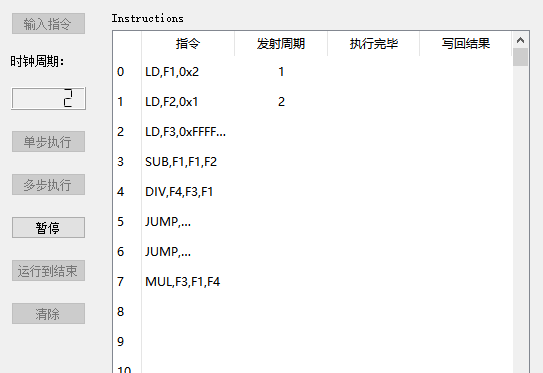 输入指令
时钟周期:
2
单步执行
多步执行
暂停
运行到结束
清除
Instructions
指令 发射周期 执行完毕 写回结果
0 LD,F1,0x2 1
1 LD,F2,0x1 2
2 LD,F3,0xFFFF...
3 SUB,F1,F1,F2
4 DIV,F4,F3,F1
5 JUMP,...
6 JUMP,...
7 MUL,F3,F1,F4
8
9
10